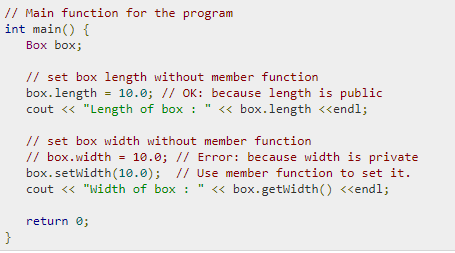 // Main function for the program
int main() {
   Box box;

   // set box length without member function
   box.length = 10.0; // OK: because length is public
   cout << "Length of box : " << box.length <<endl;

   // set box width without member function
   // box.width = 10.0; // Error: because width is private
   box.setWidth(10.0);  // Use member function to set it.
   cout << "Width of box : " << box.getWidth() <<endl;

   return 0;
}